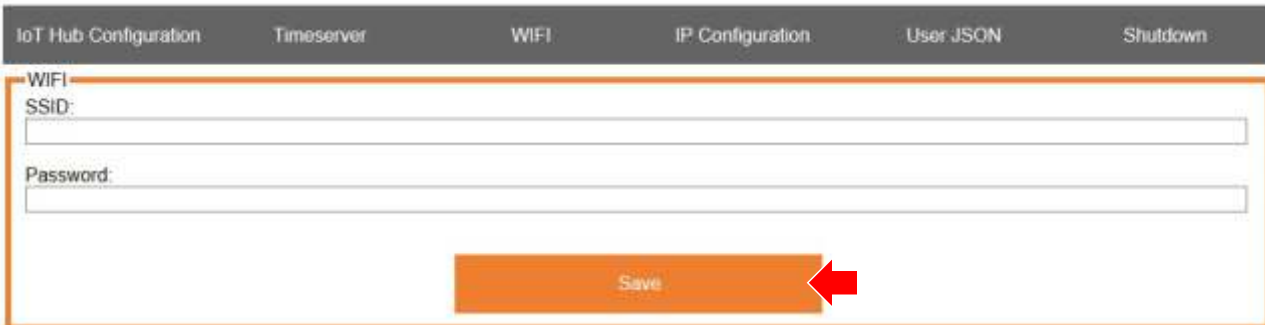 IoT Hub Configuration Timeserver WIFI IP Configuration User JSON Shutdown
WIFI
SSID:
Password:
Save